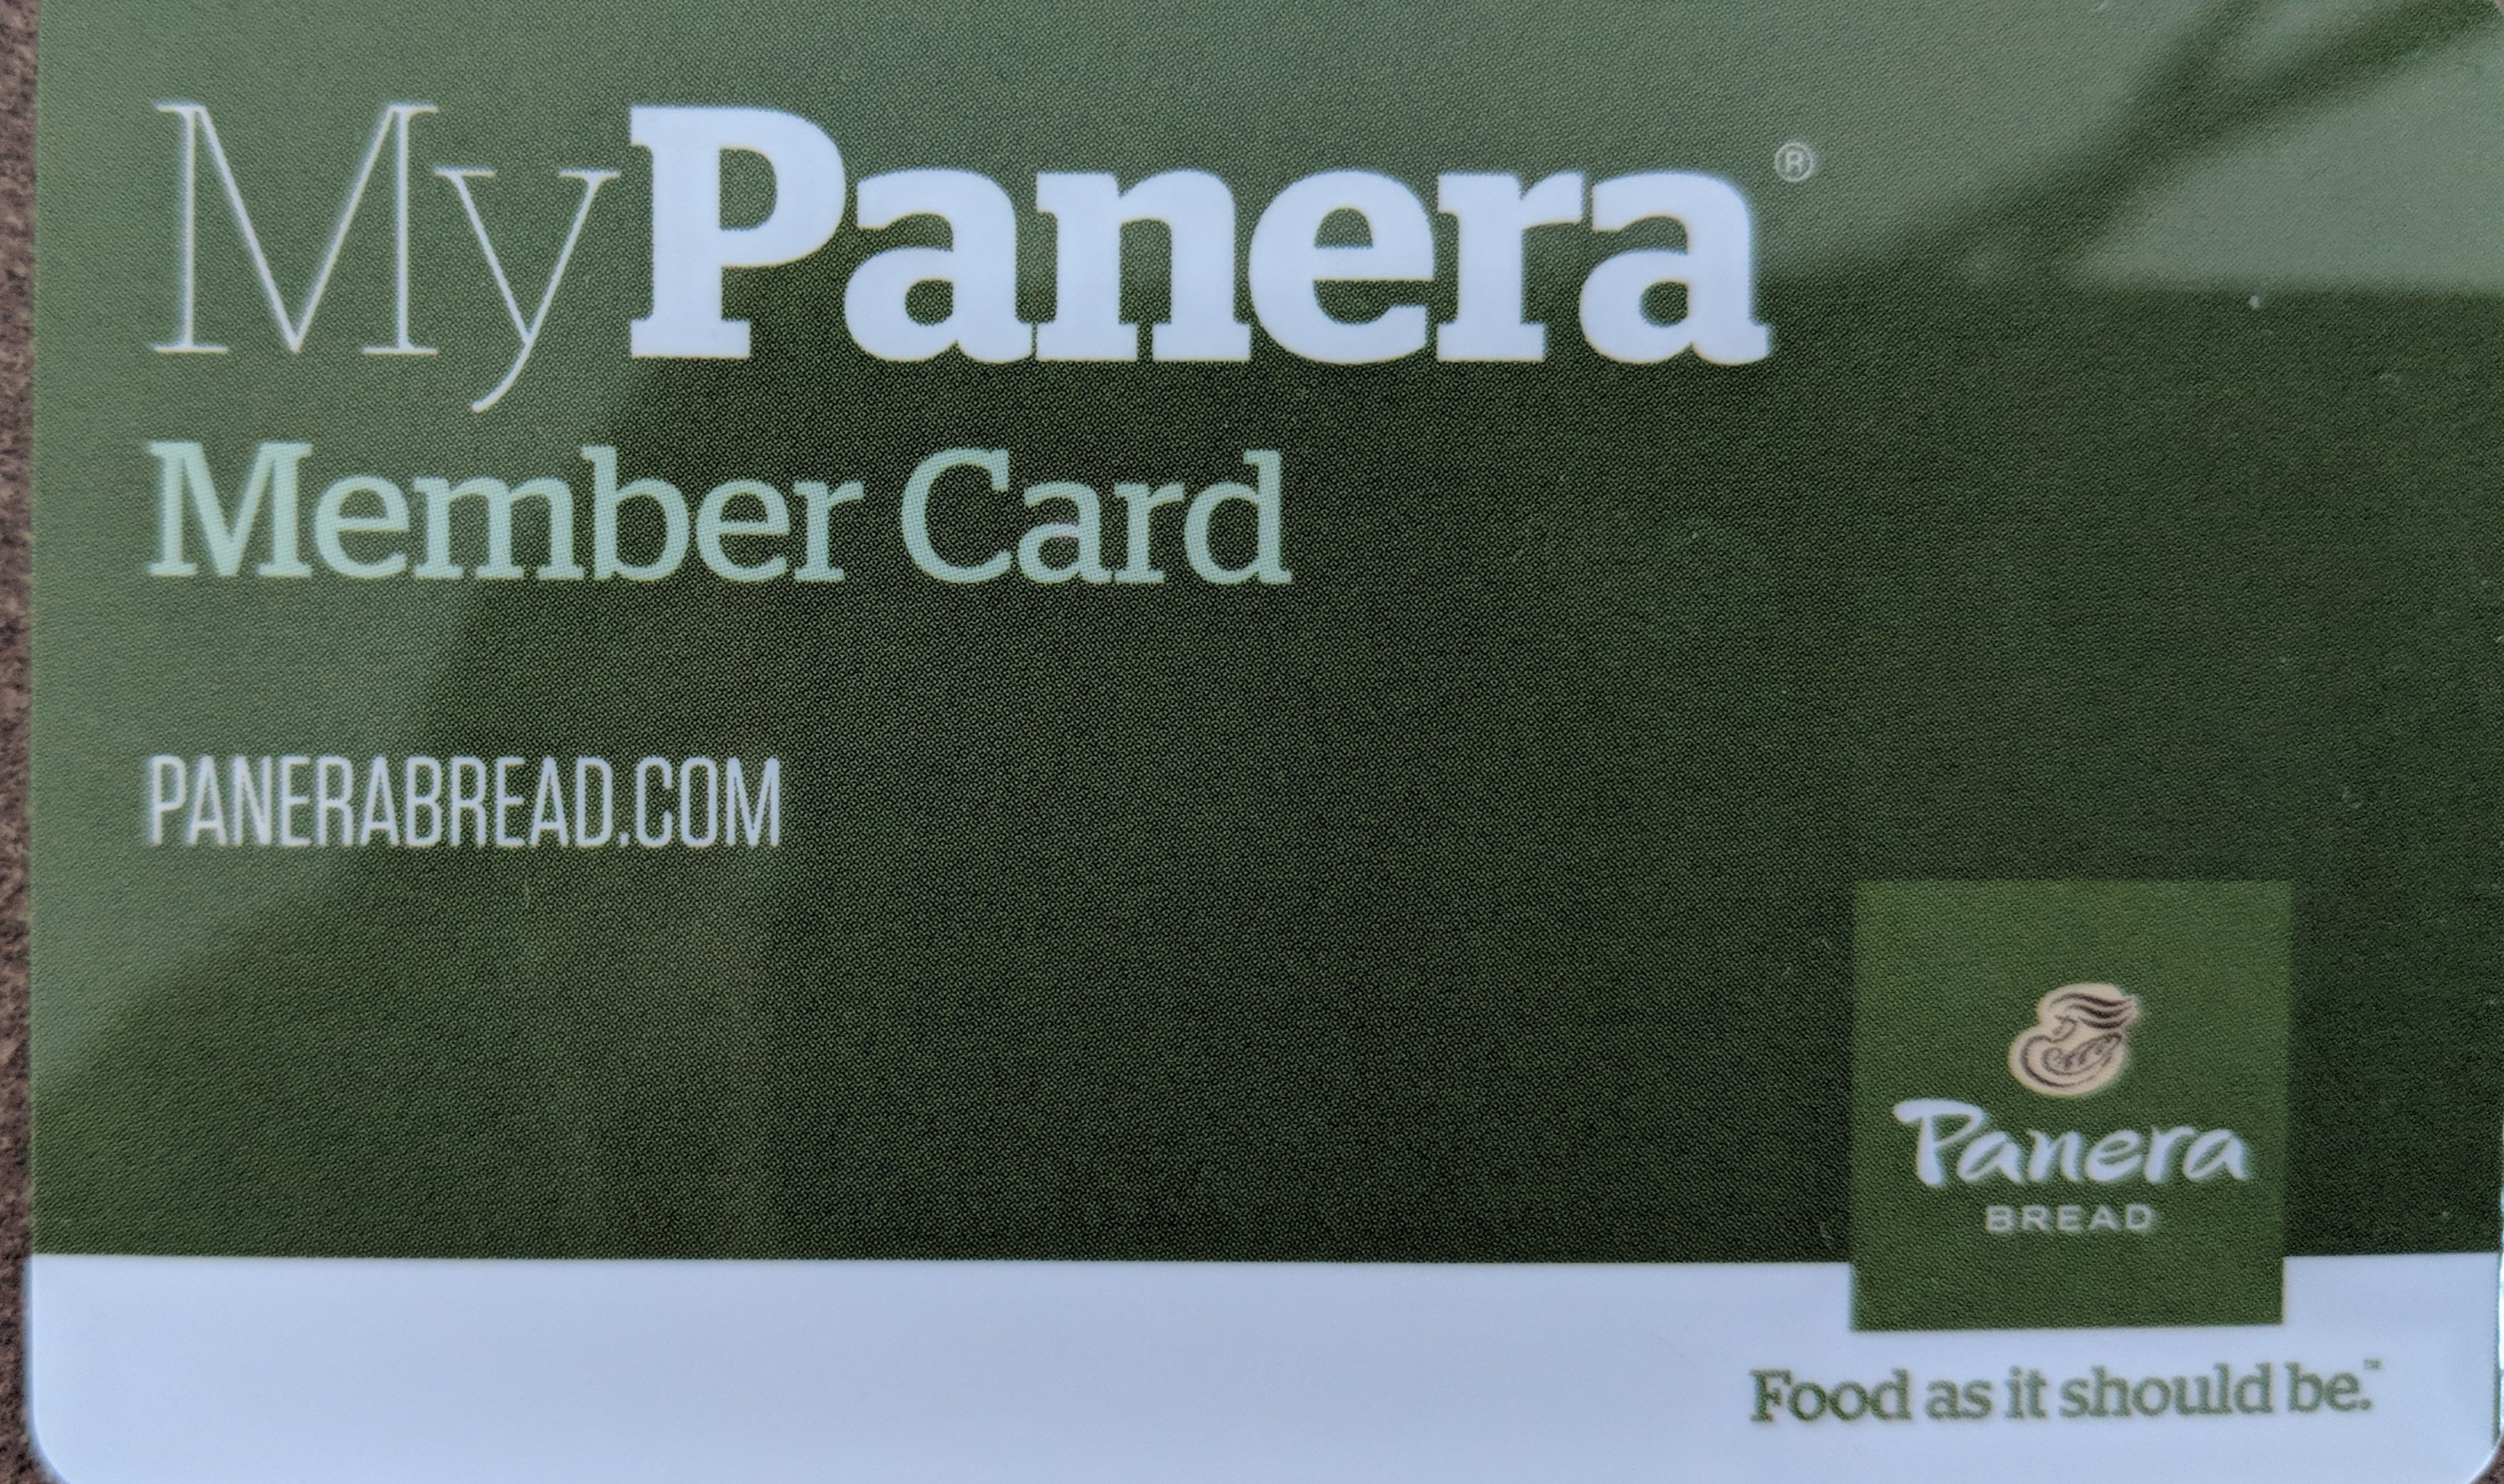 MyPanera®
Member Card
PANERABREAD.COM
Panera
BREAD
Food as it should be.™